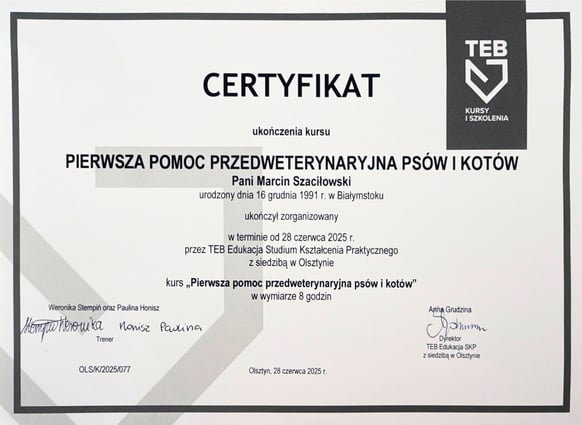 TEB
KURSY
I SZKOLENIA
CERTYFIKAT
ukończenia kursu
PIERWSZA POMOC PRZEDWETERYNARYJNA PSÓW I KOTÓW
Pani Marcin Szaciłowski
urodzony dnia 16 grudnia 1991 r. w Białymstoku
ukończył zorganizowany
w terminie od 28 czerwca 2025 r.
przez TEB Edukacja Studium Kształcenia Praktycznego
z siedzibą w Olsztynie
kurs „Pierwsza pomoc przedweterynaryjna psów i kotów”
w wymiarze 8 godzin
Weronika Stempiń oraz Paulina Honisz
Weronika Honisz Paulina
Trener
Anna Grudzina
Dyrektor
TEB Edukacja SKP
z siedzibą w Olsztynie
OLS/K/2025/077
Olsztyn, 28 czerwca 2025 r.